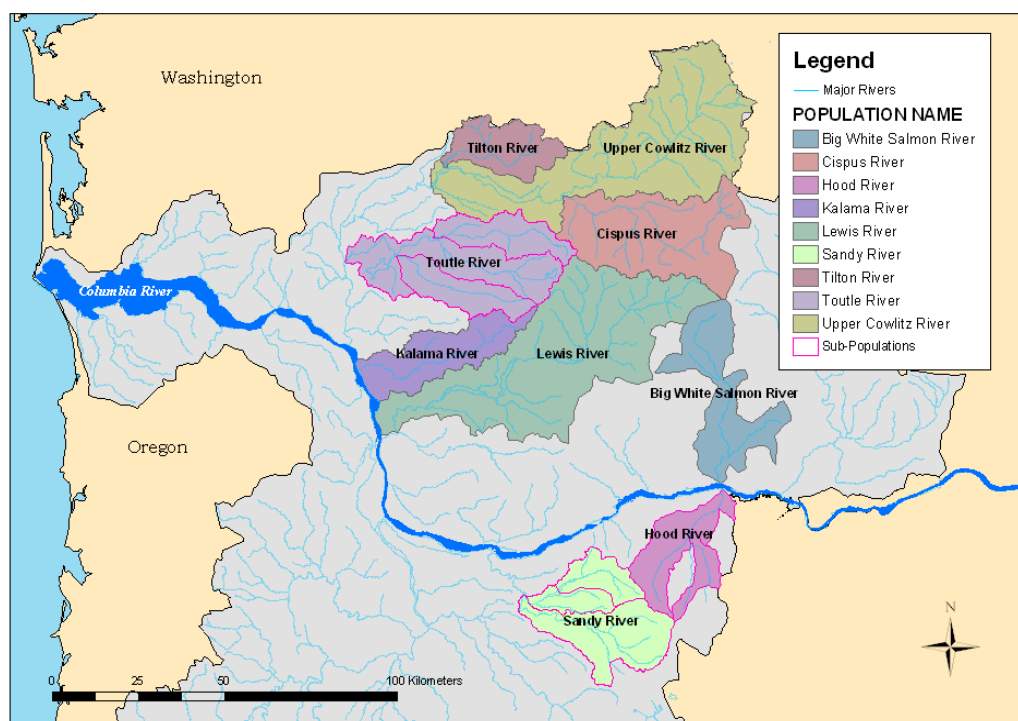 Washington
Tilton River
Upper Cowlitz River
Cispus River
Toutle River
Columbia River
Kalama River
Lewis River
Big White Salmon River
Oregon
Hood River
Sandy River
0 25 50 100 Kilometers
N
Legend
Major Rivers
POPULATION NAME
Big White Salmon River
Cispus River
Hood River
Kalama River
Lewis River
Sandy River
Tilton River
Toutle River
Upper Cowlitz River
Sub-Populations